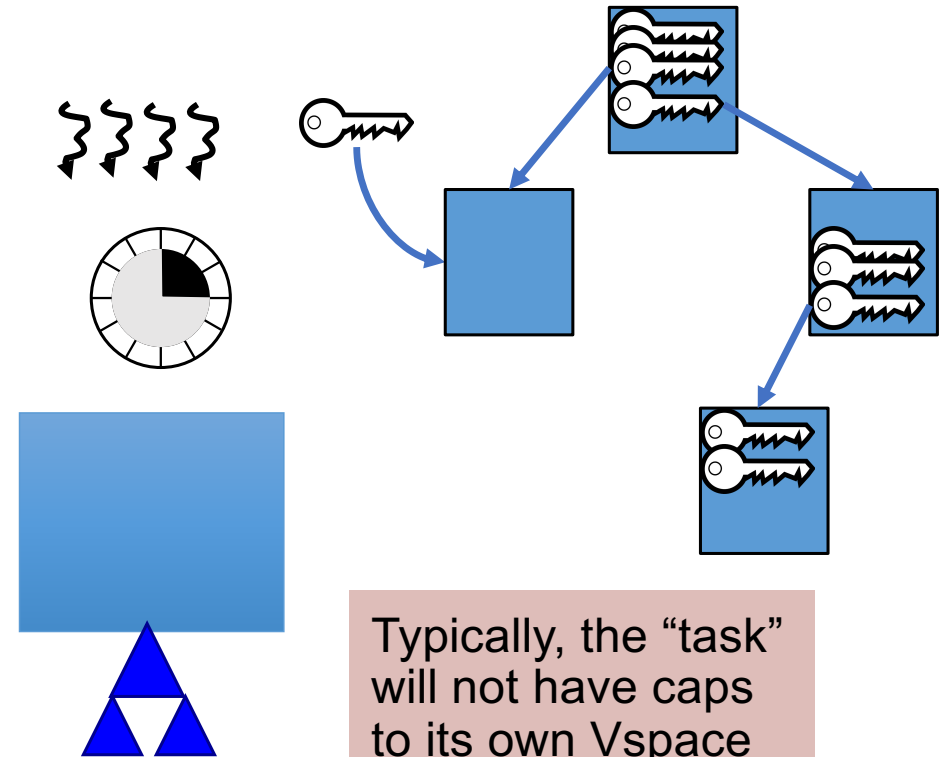 Typically, the “task”
will not have caps
to its own Vspace